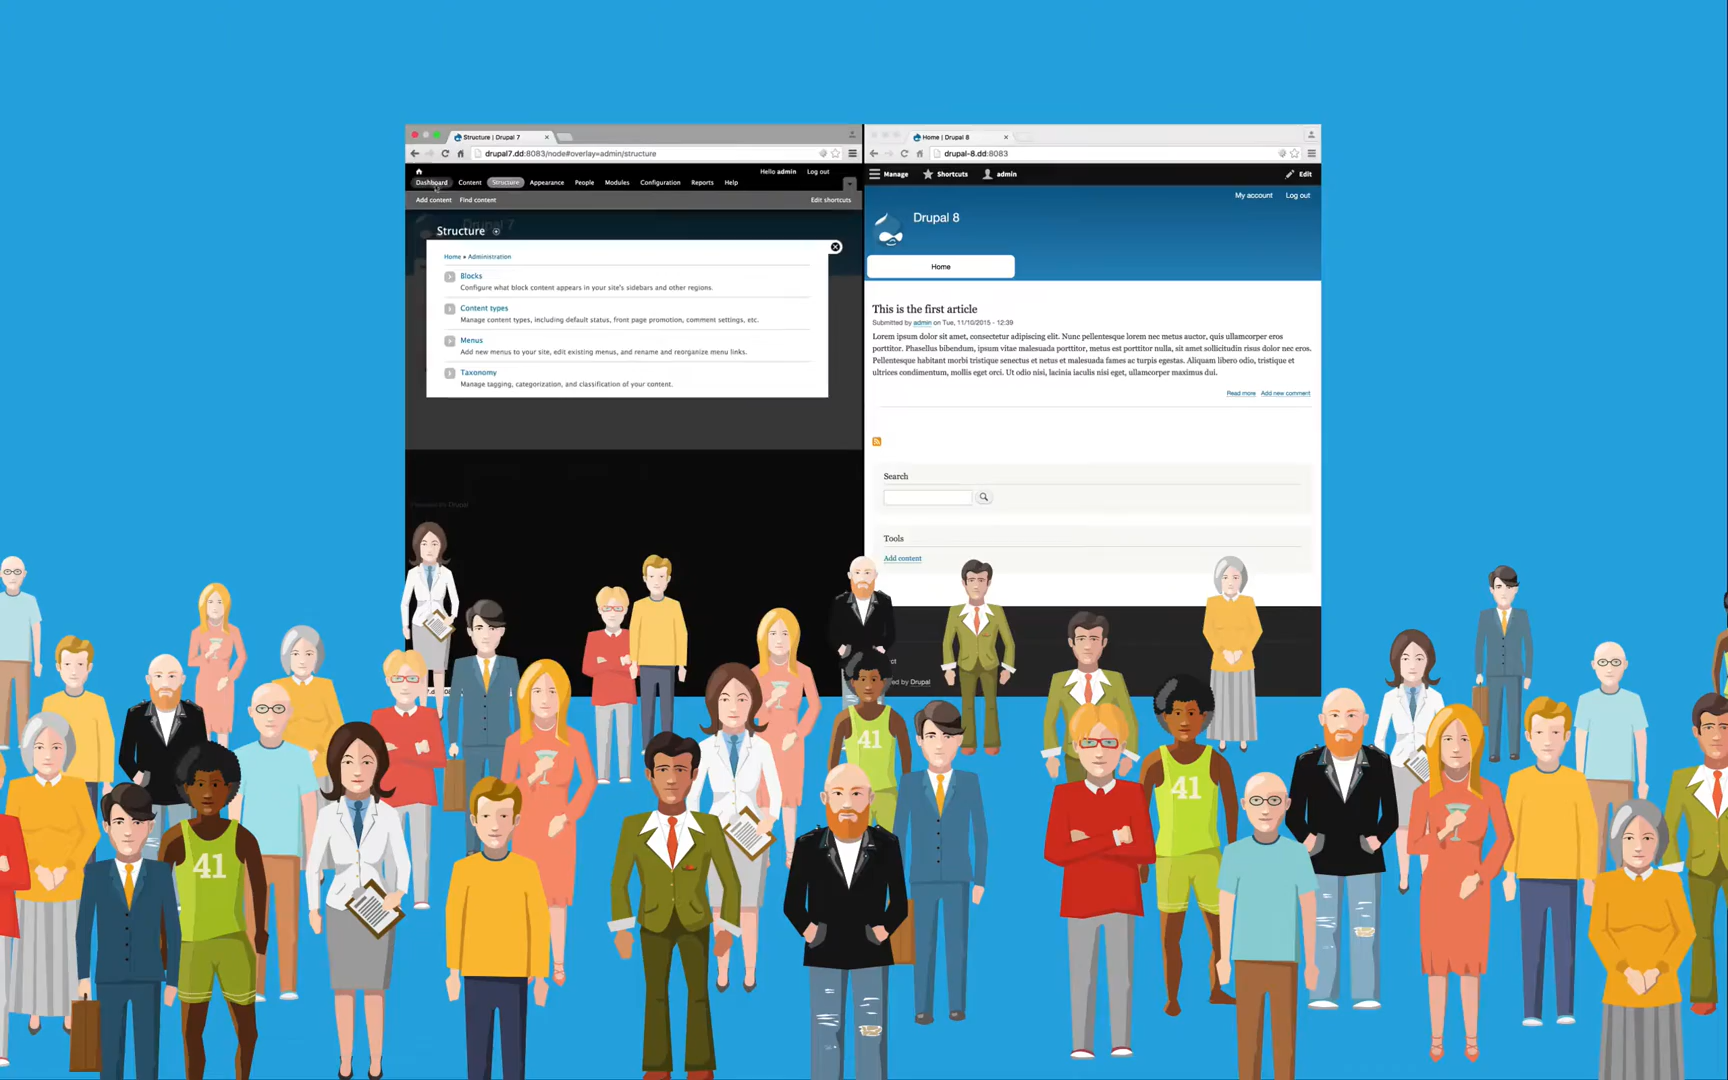 Structure | Drupal 7
drupal7.dd:8083/node#overlay=admin/structure
Hello admin Log out
Dashboard Content Structure Appearance People Modules Configuration Reports Help
Add content Find content Edit shortcuts
Drupal 7
Structure
Home » Administration
Blocks
Configure what block content appears in your site's sidebars and other regions.
Content types
Manage content types, including default status, front page promotion, comment settings, etc.
Menus
Add new menus to your site, edit existing menus, and rename and reorganize menu links.
Taxonomy
Manage tagging, categorization, and classification of your content.
Powered by Drupal
Home | Drupal 8
drupal-8.dd:8083
Manage Shortcuts admin Edit
My account Log out
Drupal 8
Home
This is the first article
Submitted by admin on Tue, 11/10/2015 - 12:39
Lorem ipsum dolor sit amet, consectetur adipiscing elit. Nunc pellentesque lorem nec metus auctor, quis ullamcorper eros
porttitor. Phasellus bibendum, ipsum vitae malesuada porttitor, metus est porttitor nulla, sit amet sollicitudin risus dolor nec eros.
Pellentesque habitant morbi tristique senectus et netus et malesuada fames ac turpis egestas. Aliquam libero odio, tristique et
ultrices condimentum, mollis eget orci. Ut odio nisi, lacinia iaculis nisi eget, ullamcorper maximus dui.
Read more Add new comment
Search
Tools
Add content
by Drupal
41
41
41